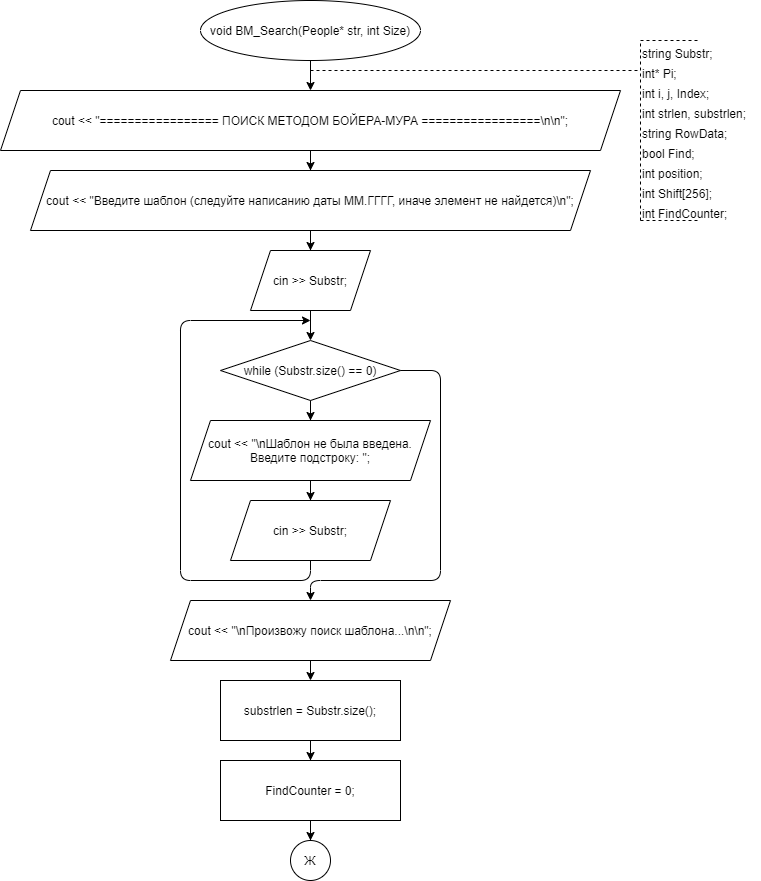 void BM_Search(People* str, int Size)
string Substr;
int* Pi;
int i, j, Index;
int strlen, substrlen;
string RowData;
bool Find;
int position;
int Shift[256];
int FindCounter;
cout << "================= ПОИСК МЕТОДОМ БОЙЕРА-МУРА =================\n\n";
cout << "Введите шаблон (следуйте написанию даты ММ.ГГГГ, иначе элемент не найдется)\n";
cin >> Substr;
while (Substr.size() == 0)
cout << "\nШаблон не была введена.
Введите подстроку: ";
cin >> Substr;
cout << "\nПроизвожу поиск шаблона...\n\n";
substrlen = Substr.size();
FindCounter = 0;
Ж